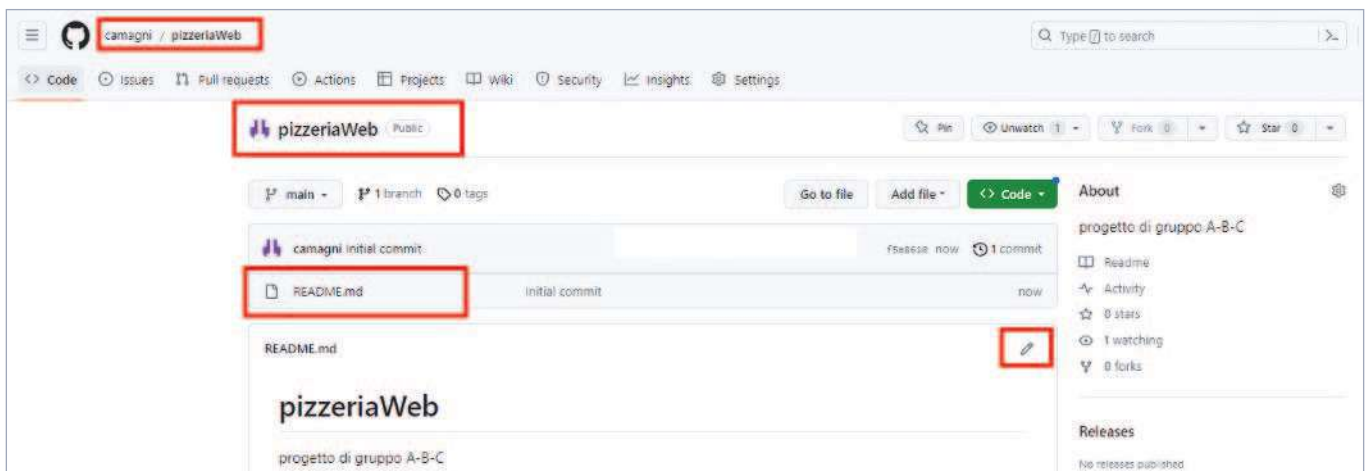 camagni / pizzeriaWeb
Type / to search
Code Issues Pull requests Actions Projects Wiki Security Insights Settings
pizzeriaWeb Public
Pin Unwatch 1 Fork 0 Star 0
main 1 branch 0 tags
Go to file Add file Code
camagni initial commit
now 1 commit
README.md initial commit now
README.md
pizzeriaWeb
progetto di gruppo A-B-C
About
progetto di gruppo A-B-C
Readme
Activity
0 stars
1 watching
0 forks
Releases
No releases published